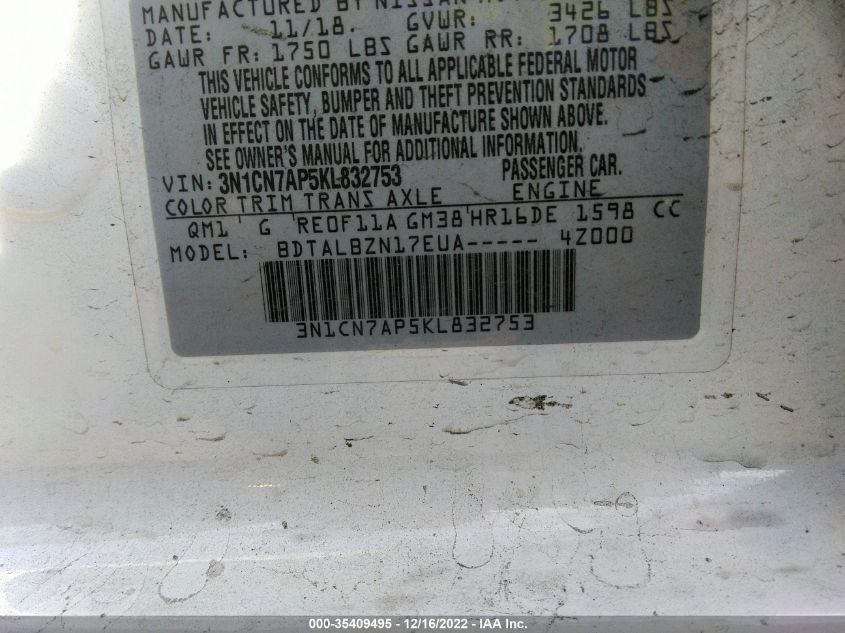 MANUFACTURED BY NISSAN
DATE: 11/18. GVWR: 3426 LBS
GAWR FR: 1750 LBS GAWR RR: 1708 LBS
THIS VEHICLE CONFORMS TO ALL APPLICABLE FEDERAL MOTOR
VEHICLE SAFETY, BUMPER AND THEFT PREVENTION STANDARDS
IN EFFECT ON THE DATE OF MANUFACTURE SHOWN ABOVE.
SEE OWNER'S MANUAL FOR ADDITIONAL INFORMATION.
VIN: 3N1CN7AP5KL832753 PASSENGER CAR.
COLOR TRIM TRANS AXLE ENGINE
QM1 G RE0F11A GM38 HR16DE 1598 CC
MODEL: BDTALBZN17EUA----- 4Z000
3N1CN7AP5KL832753
000-35409495 - 12/16/2022 - IAA Inc.